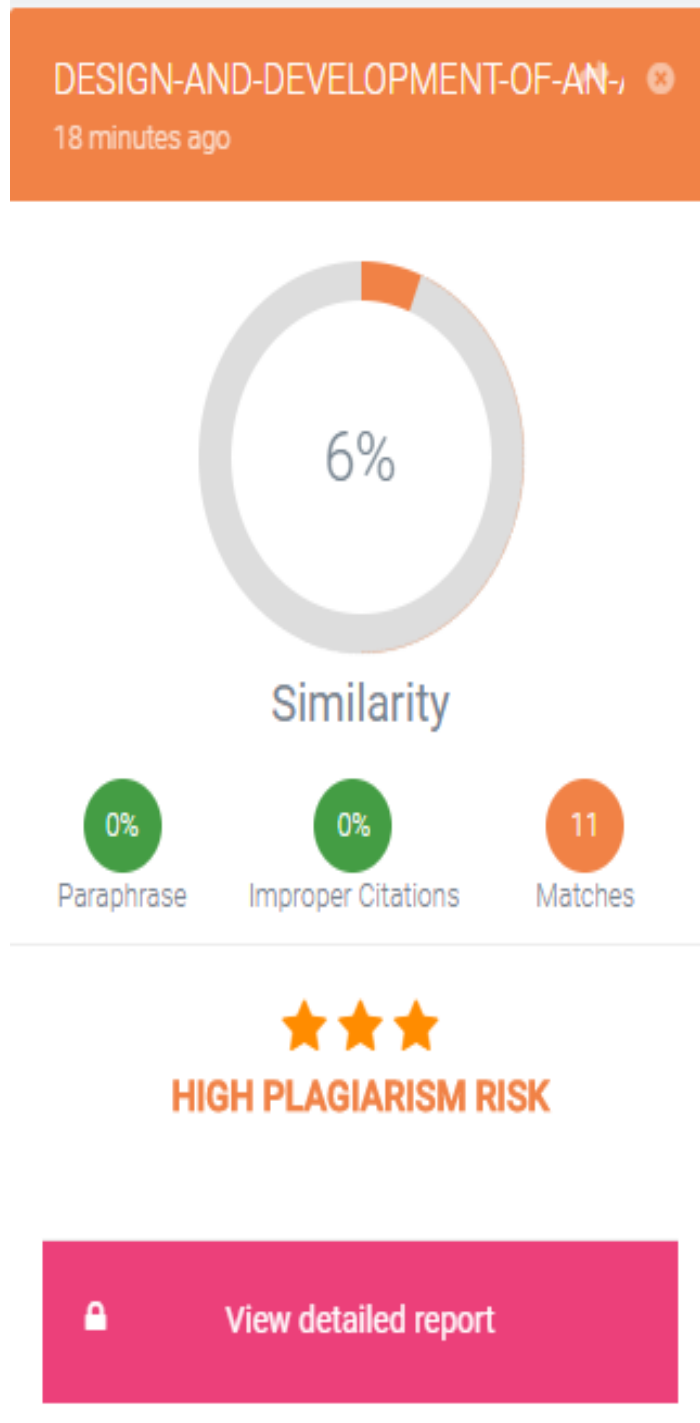 DESIGN-AND-DEVELOPMENT-OF-AN-
18 minutes ago
6%
Similarity
0%
0%
11
Paraphrase
Improper Citations
Matches
HIGH PLAGIARISM RISK
View detailed report